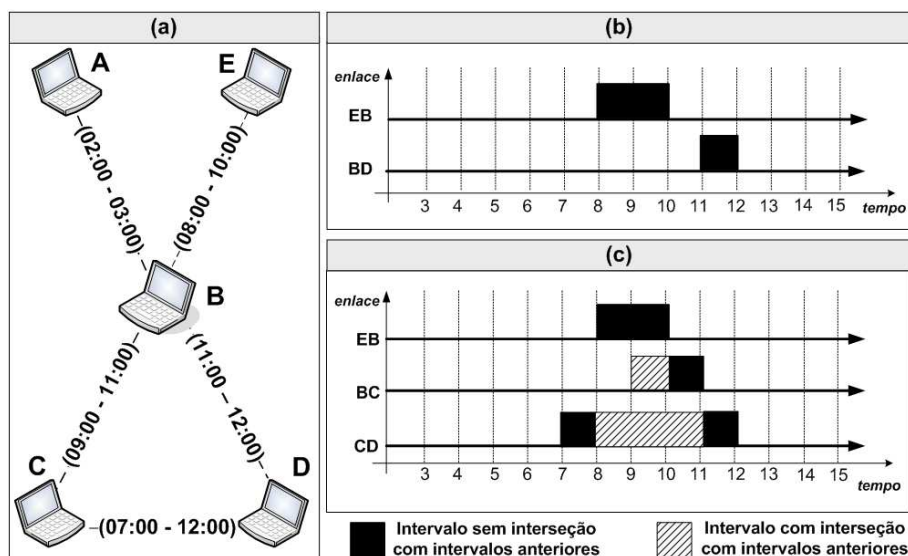 (a)
A
E
(02:00 - 03:00)
(08:00 - 10:00)
B
(09:00 - 11:00)
(11:00 – 12:00)
C
D
(07:00 - 12:00)
(b)
enlace
EB
BD
3 4 5 6 7 8 9 10 11 12 13 14 15
tempo
(c)
enlace
EB
BC
CD
3 4 5 6 7 8 9 10 11 12 13 14 15
tempo
Intervalo sem interseção
com intervalos anteriores
Intervalo com interseção
com intervalos anteriores